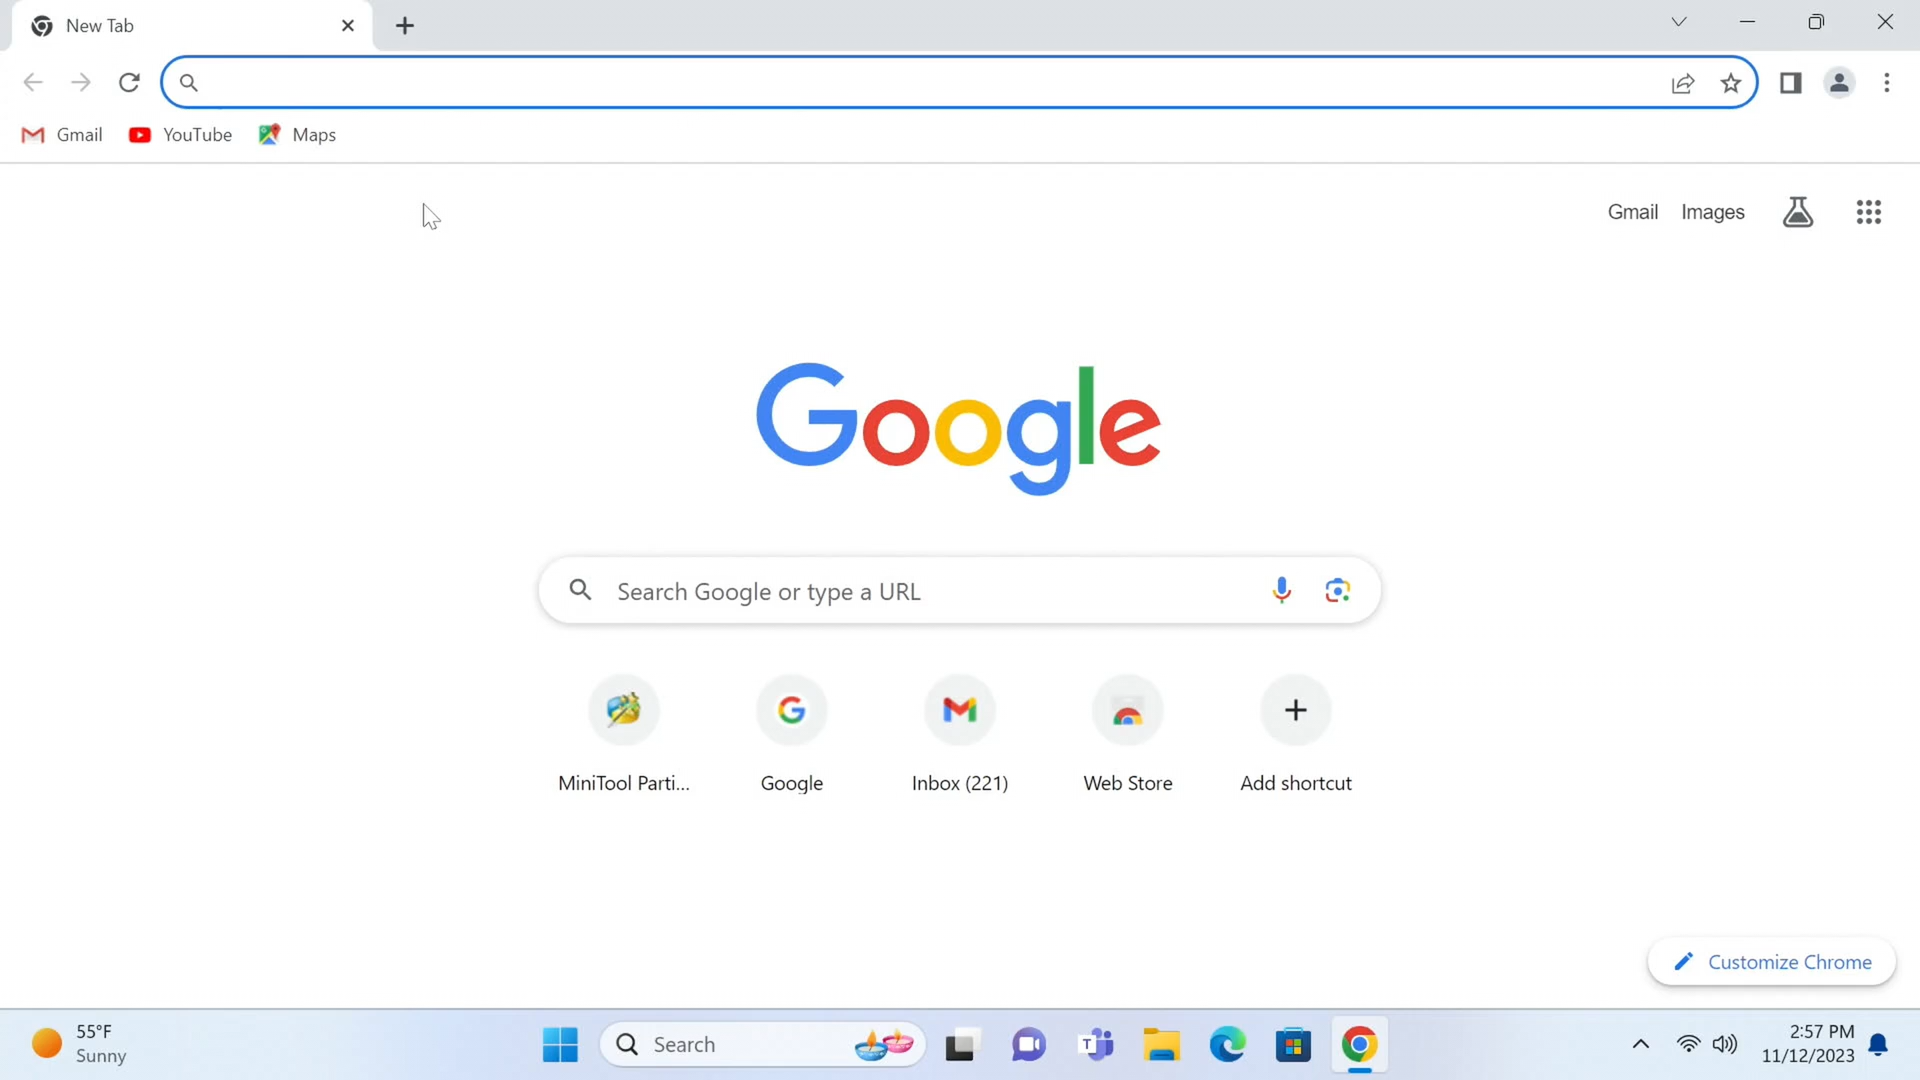 New Tab
Gmail YouTube Maps
Gmail Images
Google
Search Google or type a URL
MiniTool Parti... Google Inbox (221) Web Store Add shortcut
Customize Chrome
55°F
Sunny
Search
2:57 PM
11/12/2023